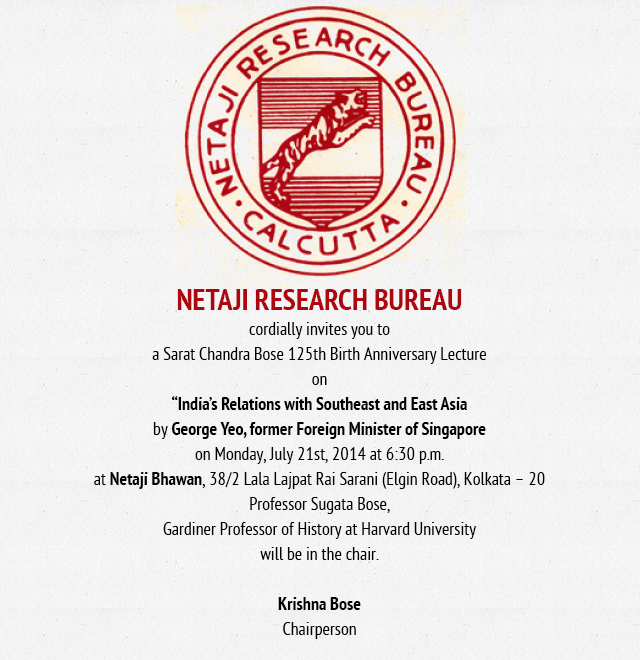 NETAJI RESEARCH BUREAU
• CALCUTTA •
NETAJI RESEARCH BUREAU
cordially invites you to
a Sarat Chandra Bose 125th Birth Anniversary Lecture
on
“India’s Relations with Southeast and East Asia
by George Yeo, former Foreign Minister of Singapore
on Monday, July 21st, 2014 at 6:30 p.m.
at Netaji Bhawan, 38/2 Lala Lajpat Rai Sarani (Elgin Road), Kolkata – 20
Professor Sugata Bose,
Gardiner Professor of History at Harvard University
will be in the chair.
Krishna Bose
Chairperson